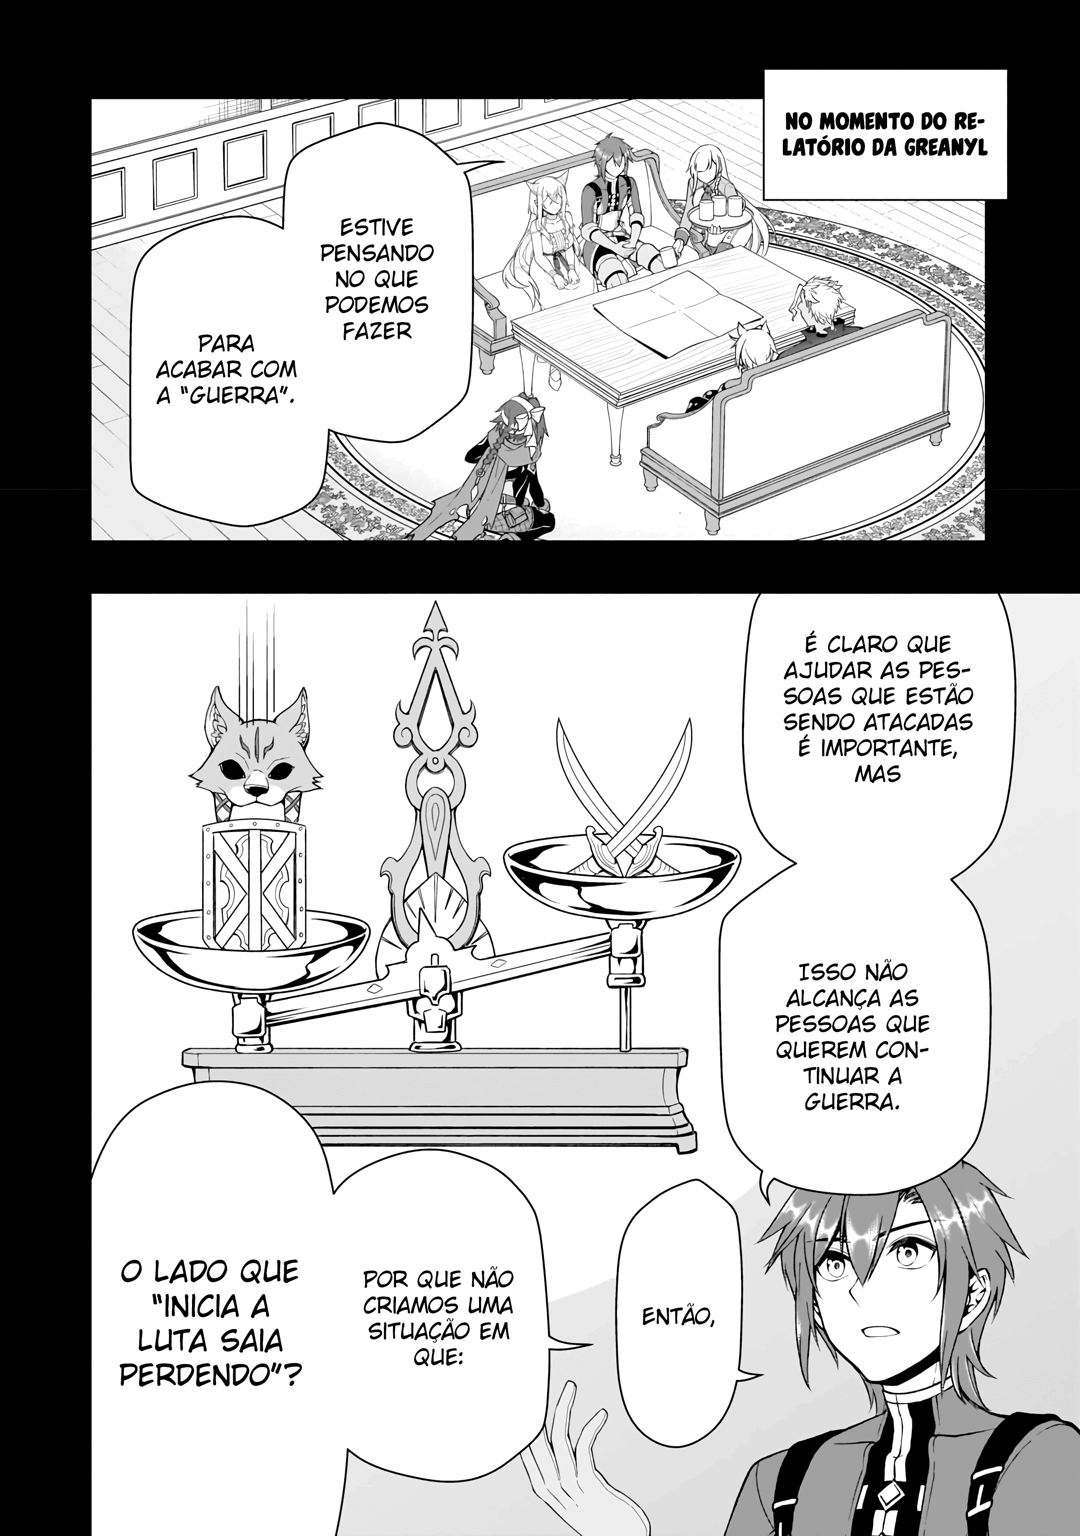 NO MOMENTO DO RE-
LATÓRIO DA GREANYL
ESTIVE
PENSANDO
NO QUE
PODEMOS
FAZER
PARA
ACABAR COM
A "GUERRA".
É CLARO QUE
AJUDAR AS PES-
SOAS QUE ESTÃO
SENDO ATACADAS
É IMPORTANTE,
MAS
ISSO NÃO
ALCANÇA AS
PESSOAS QUE
QUEREM CON-
TINUAR A
GUERRA.
ENTÃO,
POR QUE NÃO
CRIAMOS UMA
SITUAÇÃO EM
QUE:
O LADO QUE
"INICIA A
LUTA SAIA
PERDENDO"?